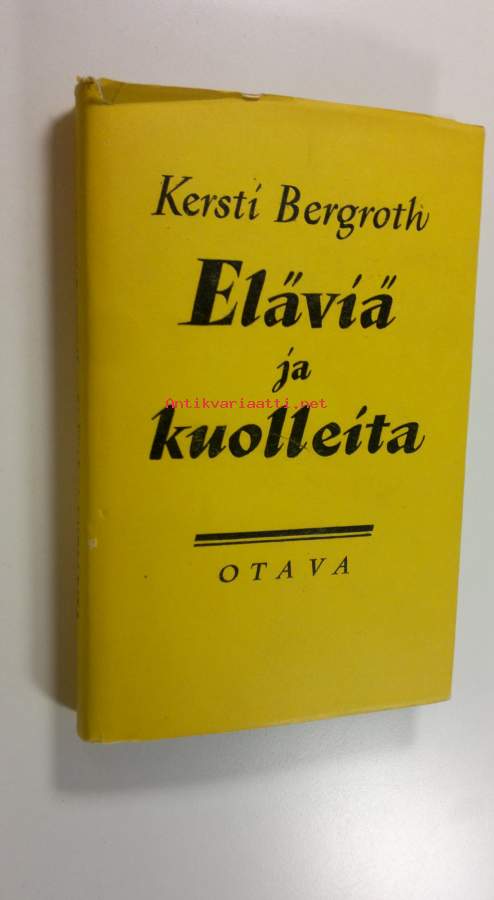 Kersti Bergroth
Eläviä
ja
Antikvariaatti.net
kuolleita
OTAVA